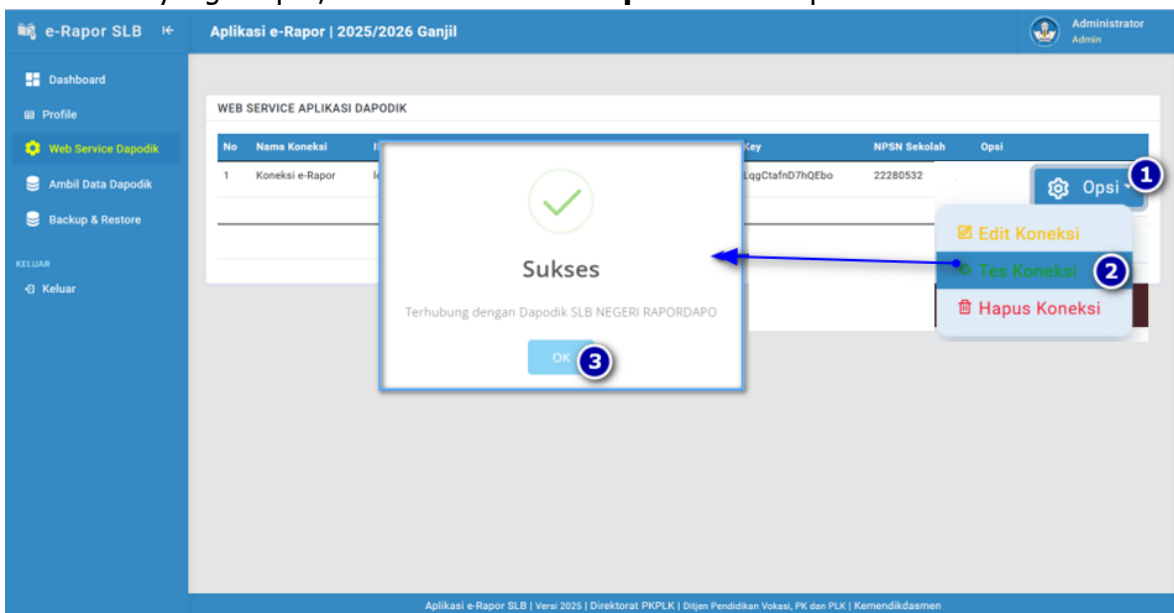 e-Rapor SLB
Aplikasi e-Rapor | 2025/2026 Ganjil
Administrator
Admin
Dashboard
Profile
Web Service Dapodik
Ambil Data Dapodik
Backup & Restore
KELUAR
Keluar
WEB SERVICE APLIKASI DAPODIK
No Nama Koneksi Key NPSN Sekolah Opsi
1 Koneksi e-Rapor LqgCtafnD7hQEbo 22280532
Opsi 1
Edit Koneksi
Tes Koneksi 2
Hapus Koneksi
Sukses
Terhubung dengan Dapodik SLB NEGERI RAPORDAPO
OK 3
Aplikasi e-Rapor SLB | Versi 2025 | Direktorat PKPLK | Ditjen Pendidikan Vokasi, PK dan PLK | Kemendikdasmen